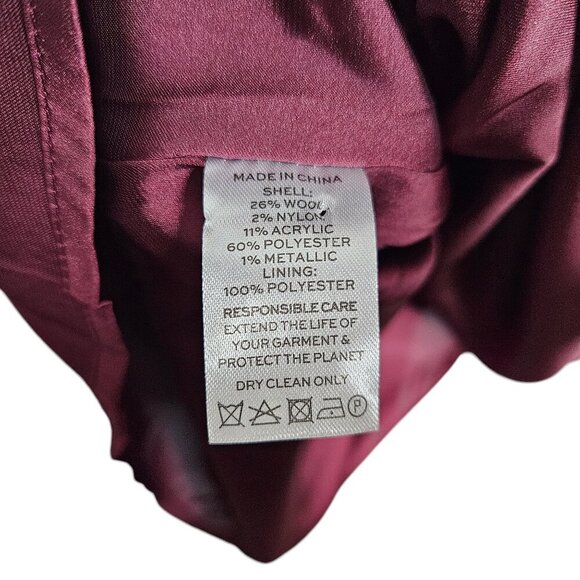 MADE IN CHINA
SHELL:
26% WOOL
2% NYLON
11% ACRYLIC
60% POLYESTER
1% METALLIC
LINING:
100% POLYESTER
RESPONSIBLE CARE
EXTEND THE LIFE OF
YOUR GARMENT &
PROTECT THE PLANET
DRY CLEAN ONLY
P